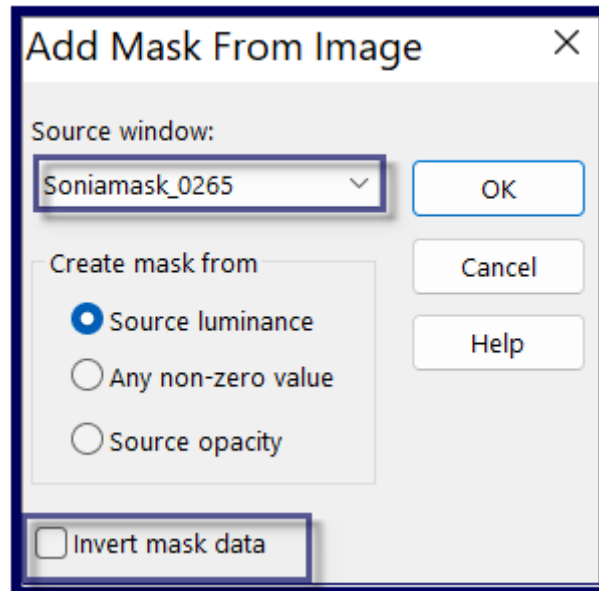 Add Mask From Image
Source window:
Soniamask_0265
OK
Create mask from
Cancel
Source luminance
Help
Any non-zero value
Source opacity
Invert mask data